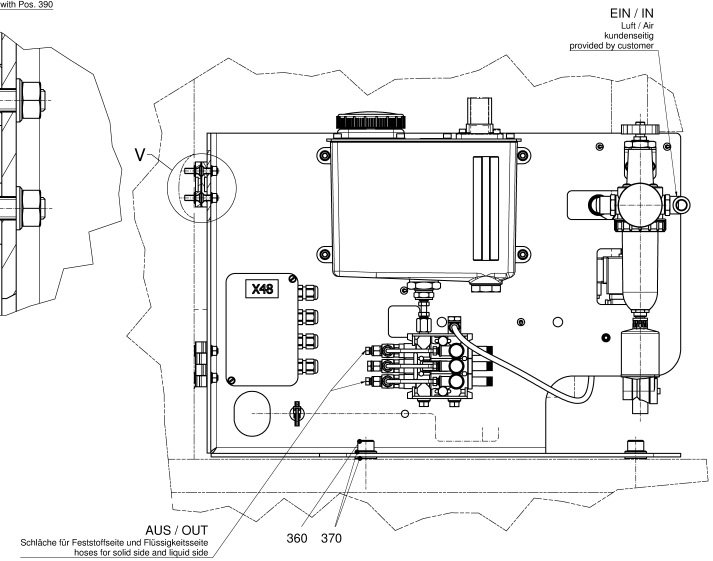 with Pos. 390
EIN / IN
Luft / Air
kundenseitig
provided by customer
V
X48
AUS / OUT
Schläche für Feststoffseite und Flüssigkeitsseite
hoses for solid side and liquid side
360 370